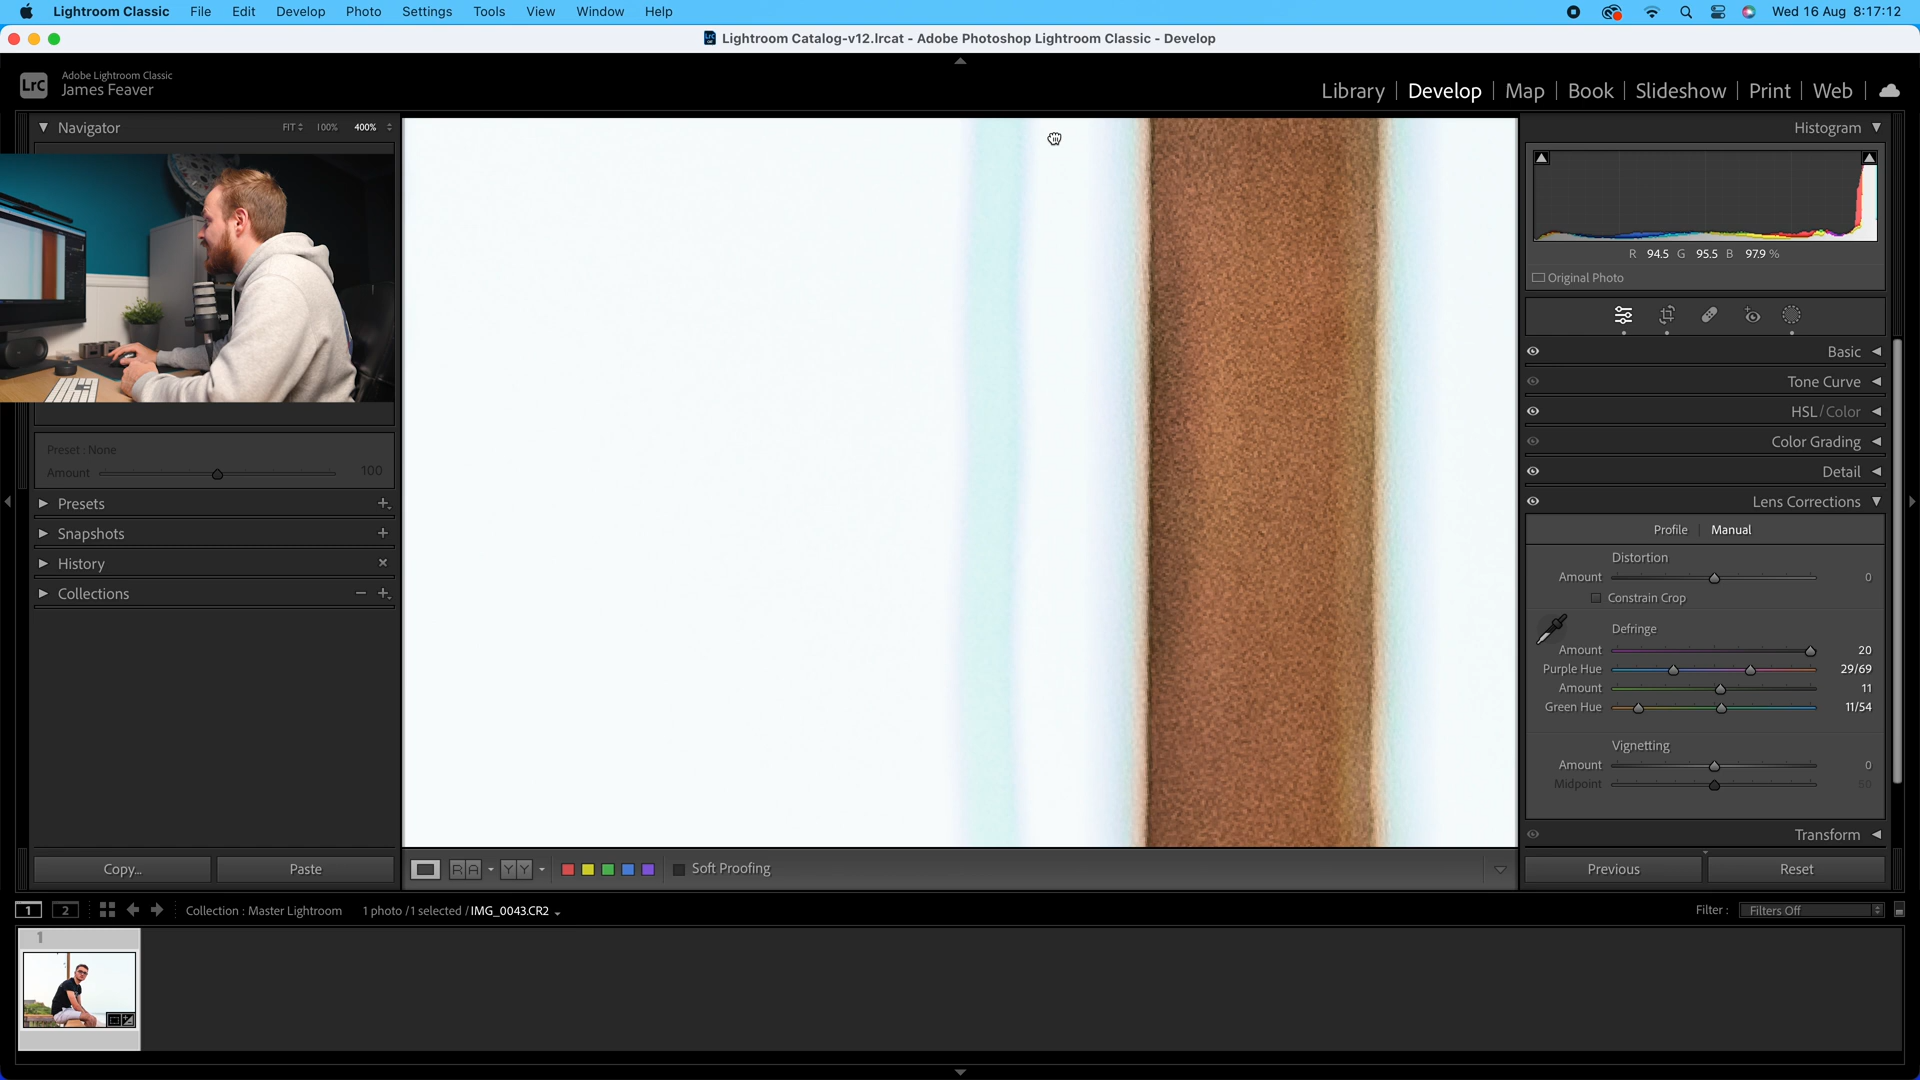 Lightroom Classic File Edit Develop Photo Settings Tools View Window Help Wed 16 Aug 8:17:12
Lightroom Catalog-v12.lrcat - Adobe Photoshop Lightroom Classic - Develop
LrC Adobe Lightroom Classic
James Feaver
Library | Develop | Map | Book | Slideshow | Print | Web
Navigator FIT 100% 400%
Histogram
R 94.5 G 95.5 B 97.9 %
Original Photo
Basic
Tone Curve
HSL / Color
Color Grading
Detail
Lens Corrections
Profile | Manual
Distortion
Amount 0
Constrain Crop
Defringe
Amount 20
Purple Hue 29/69
Amount 11
Green Hue 11/54
Vignetting
Amount 0
Midpoint 50
Transform
Previous Reset
Preset : None
Amount 100
Presets
Snapshots
History
Collections
Copy... Paste
R A Y Y Soft Proofing
1 2 Collection : Master Lightroom 1 photo / 1 selected / IMG_0043.CR2
Filter : Filters Off
1